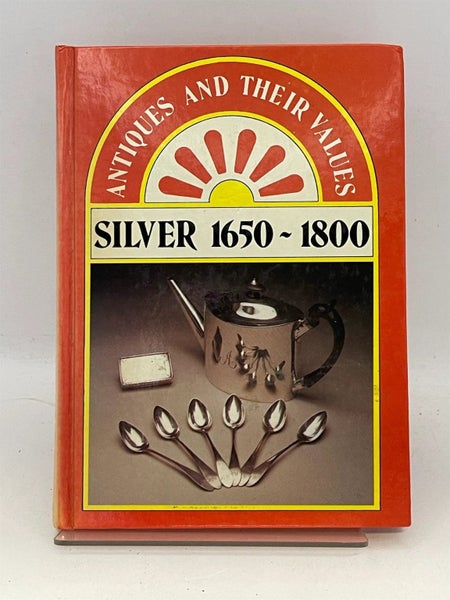 ANTIQUES AND THEIR VALUES
SILVER 1650~1800